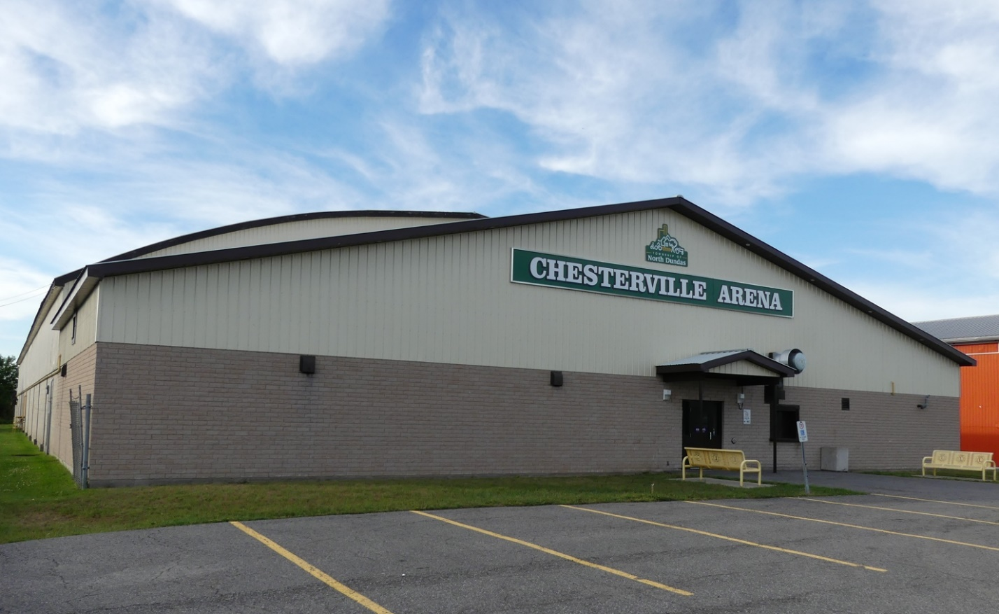 TOWNSHIP OF
North Dundas
CHESTERVILLE ARENA